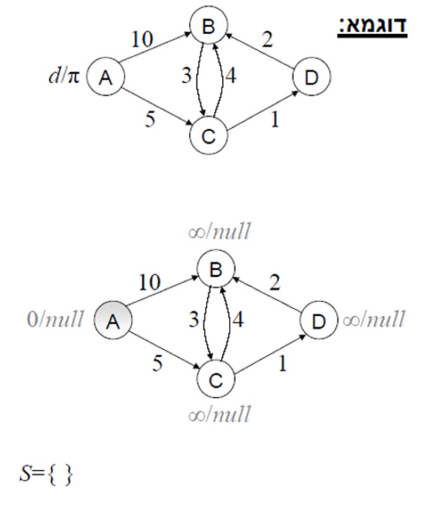 דוגמא:
B
10 2
d/π A 3 4 D
5 1
C
∞/null
B
10 2
0/null A 3 4 D ∞/null
5 1
C
∞/null
S={ }